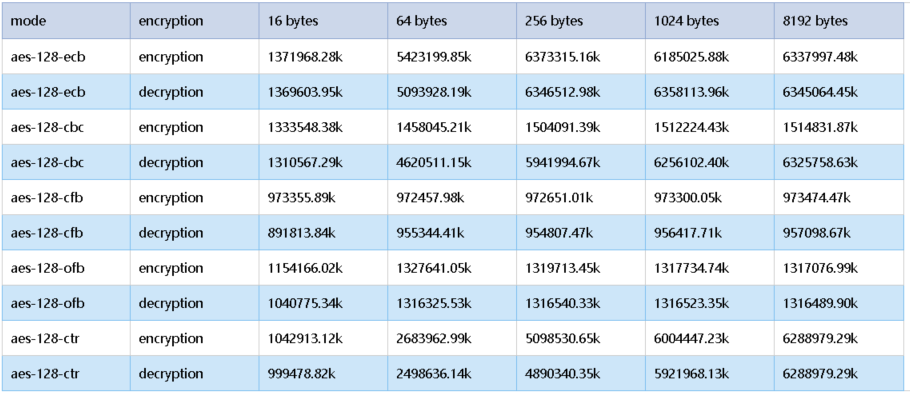 mode encryption 16 bytes 64 bytes 256 bytes 1024 bytes 8192 bytes
aes-128-ecb encryption 1371968.28k 5423199.85k 6373315.16k 6185025.88k 6337997.48k
aes-128-ecb decryption 1369603.95k 5093928.19k 6346512.98k 6358113.96k 6345064.45k
aes-128-cbc encryption 1333548.38k 1458045.21k 1504091.39k 1512224.43k 1514831.87k
aes-128-cbc decryption 1310567.29k 4620511.15k 5941994.67k 6256102.40k 6325758.63k
aes-128-cfb encryption 973355.89k 972457.98k 972651.01k 973300.05k 973474.47k
aes-128-cfb decryption 891813.84k 955344.41k 954807.47k 956417.71k 957098.67k
aes-128-ofb encryption 1154166.02k 1327641.05k 1319713.45k 1317734.74k 1317076.99k
aes-128-ofb decryption 1040775.34k 1316325.53k 1316540.33k 1316523.35k 1316489.90k
aes-128-ctr encryption 1042913.12k 2683962.99k 5098530.65k 6004447.23k 6288979.29k
aes-128-ctr decryption 999478.82k 2498636.14k 4890340.35k 5921968.13k 6288979.29k